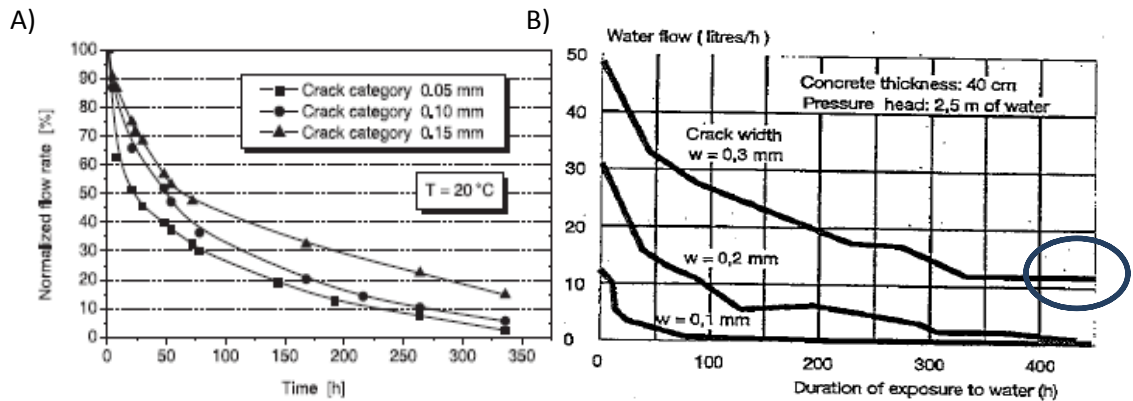 A)
100
90
80
70
60
50
40
30
20
10
0
Normalized flow rate [%]
Crack category 0.05 mm
Crack category 0.10 mm
Crack category 0.15 mm
T = 20 °C
0 50 100 150 200 250 300 350
Time [h]
B)
Water flow ( litres/h )
50
40
30
20
10
0
Concrete thickness: 40 cm
Pressure head: 2,5 m of water
Crack width
w = 0,3 mm
w = 0,2 mm
w = 0,1 mm
0 100 200 300 400
Duration of exposure to water (h)